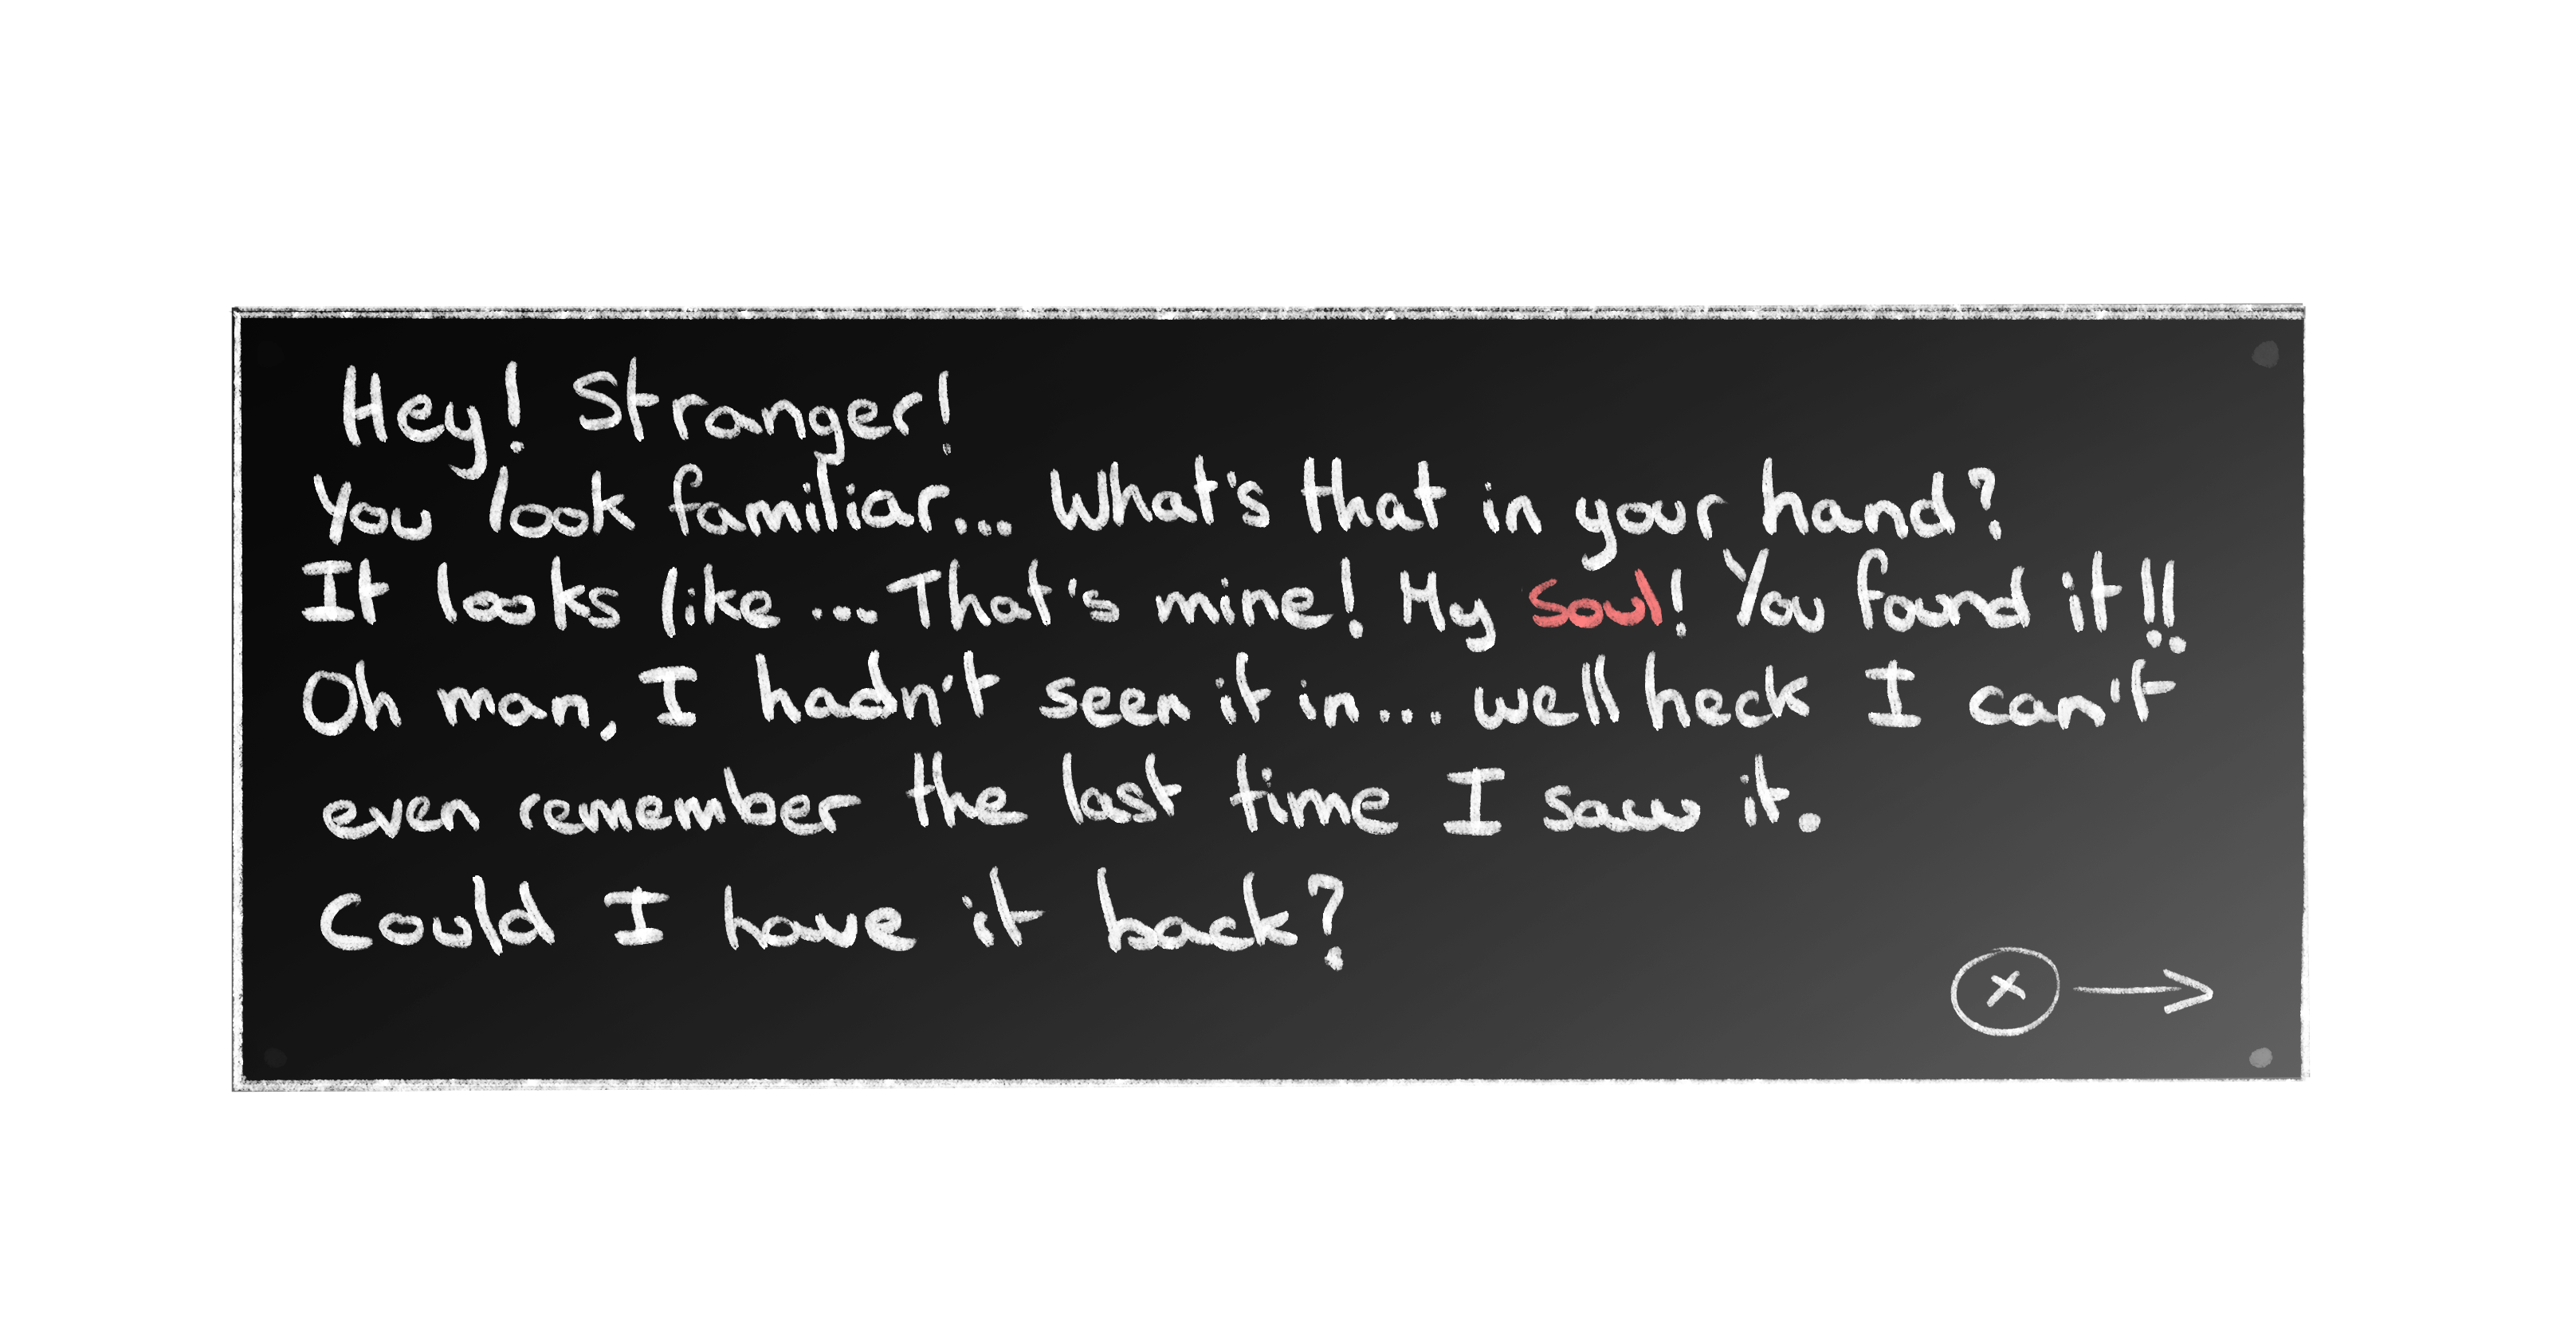 Hey! Stranger!
You look familiar... What's that in your hand?
It looks like ... That's mine! My Soul! You found it!!
Oh man, I hadn't seen it in... well heck I can't
even remember the last time I saw it.
Could I have it back?
X →